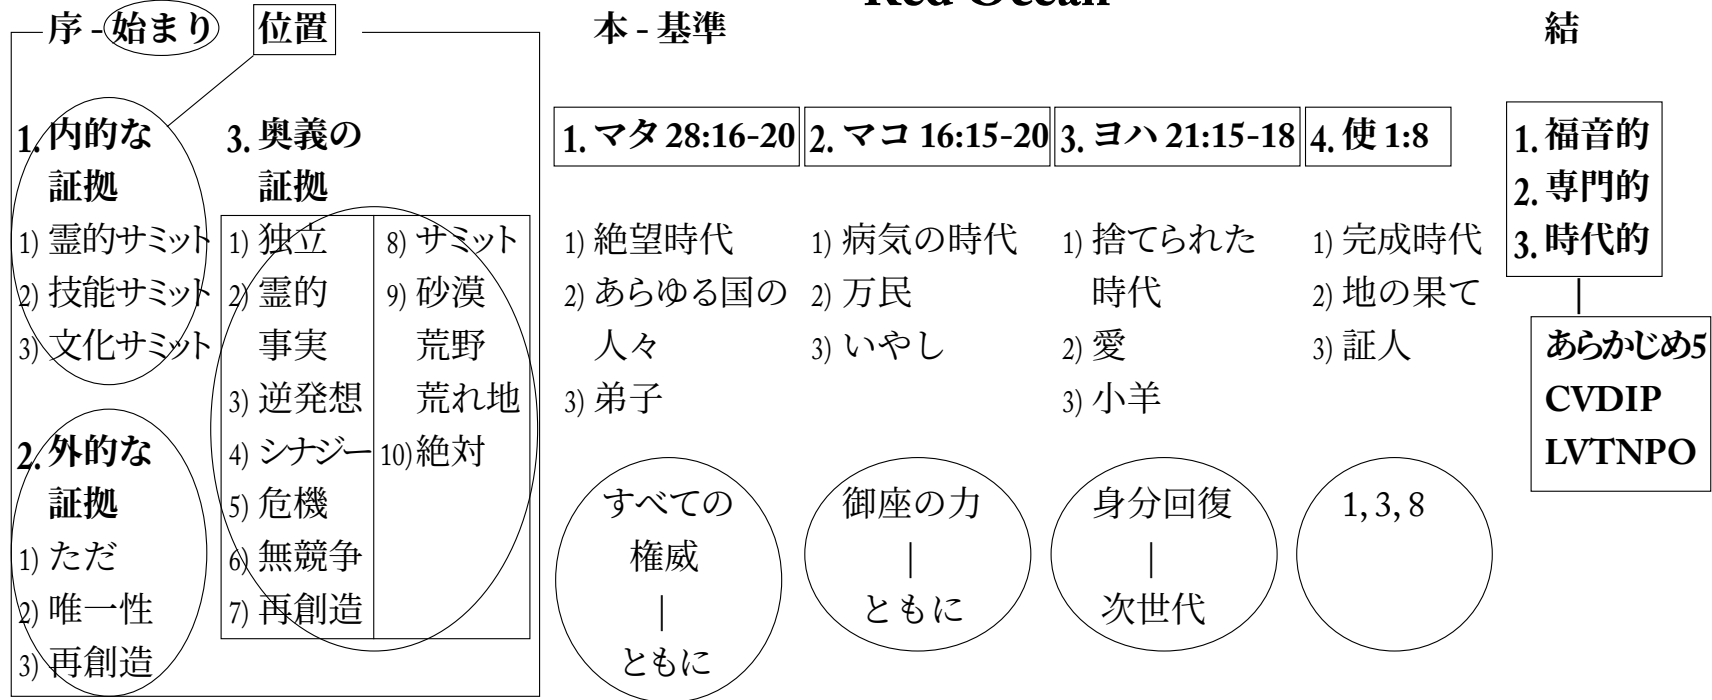 Red Ocean
序 - 始まり 位置
本 - 基準
結
1. 内的な
証拠
1) 霊的サミット
2) 技能サミット
3) 文化サミット
2. 外的な
証拠
1) ただ
2) 唯一性
3) 再創造
3. 奥義の
証拠
1) 独立
2) 霊的
事実
3) 逆発想
4) シナジー
5) 危機
6) 無競争
7) 再創造
8) サミット
9) 砂漠
荒野
荒れ地
10) 絶対
1. マタ 28:16-20
1) 絶望時代
2) あらゆる国の
人々
3) 弟子
すべての
権威
|
ともに
2. マコ 16:15-20
1) 病気の時代
2) 万民
3) いやし
御座の力
|
ともに
3. ヨハ 21:15-18
1) 捨てられた
時代
2) 愛
3) 小羊
身分回復
|
次世代
4. 使 1:8
1) 完成時代
2) 地の果て
3) 証人
1, 3, 8
1. 福音的
2. 専門的
3. 時代的
|
あらかじめ5
CVDIP
LVTNPO